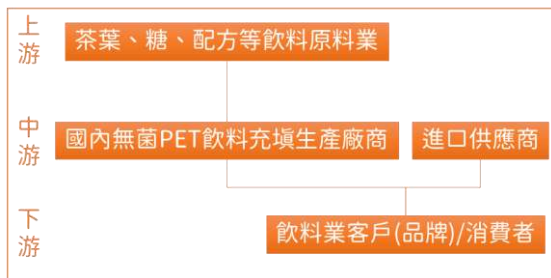 上游
茶葉、糖、配方等飲料原料業
中游
國內無菌PET飲料充填生產廠商
進口供應商
下游
飲料業客戶(品牌)/消費者